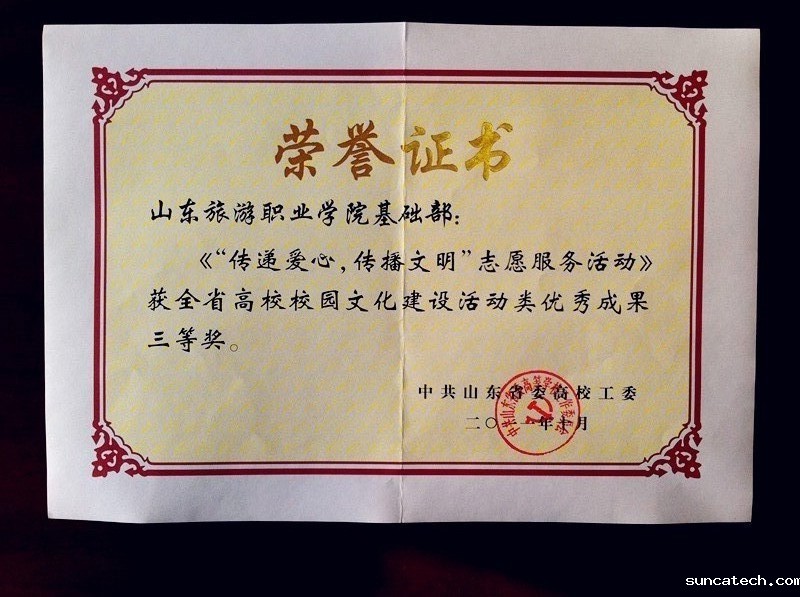 荣誉证书
山东旅游职业学院基础部：
《“传递爱心，传播文明”志愿服务活动》
获全省高校校园文化建设活动类优秀成果
三等奖。
中共山东省委高校工委
二〇一一年十月
suncatech.com